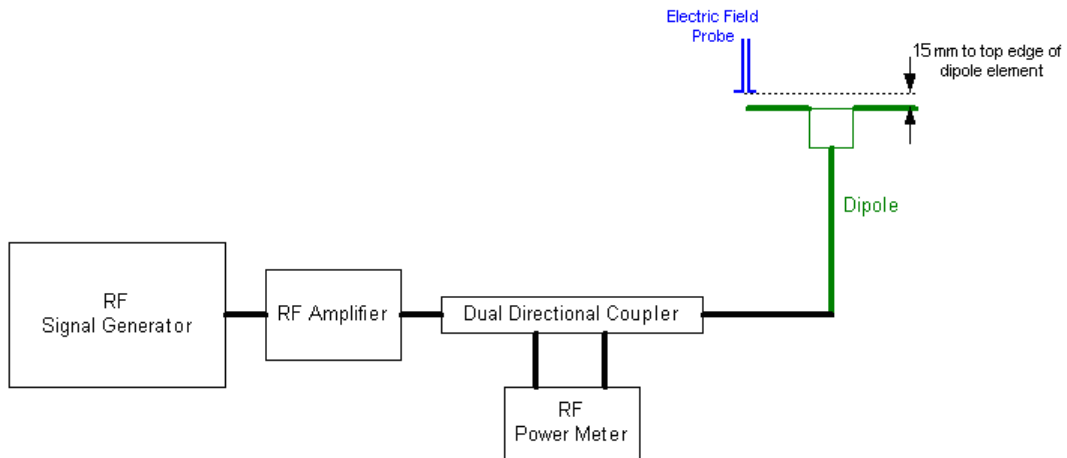 Electric Field
Probe
15 mm to top edge of
dipole element
Dipole
RF
Signal Generator
RF Amplifier
Dual Directional Coupler
RF
Power Meter